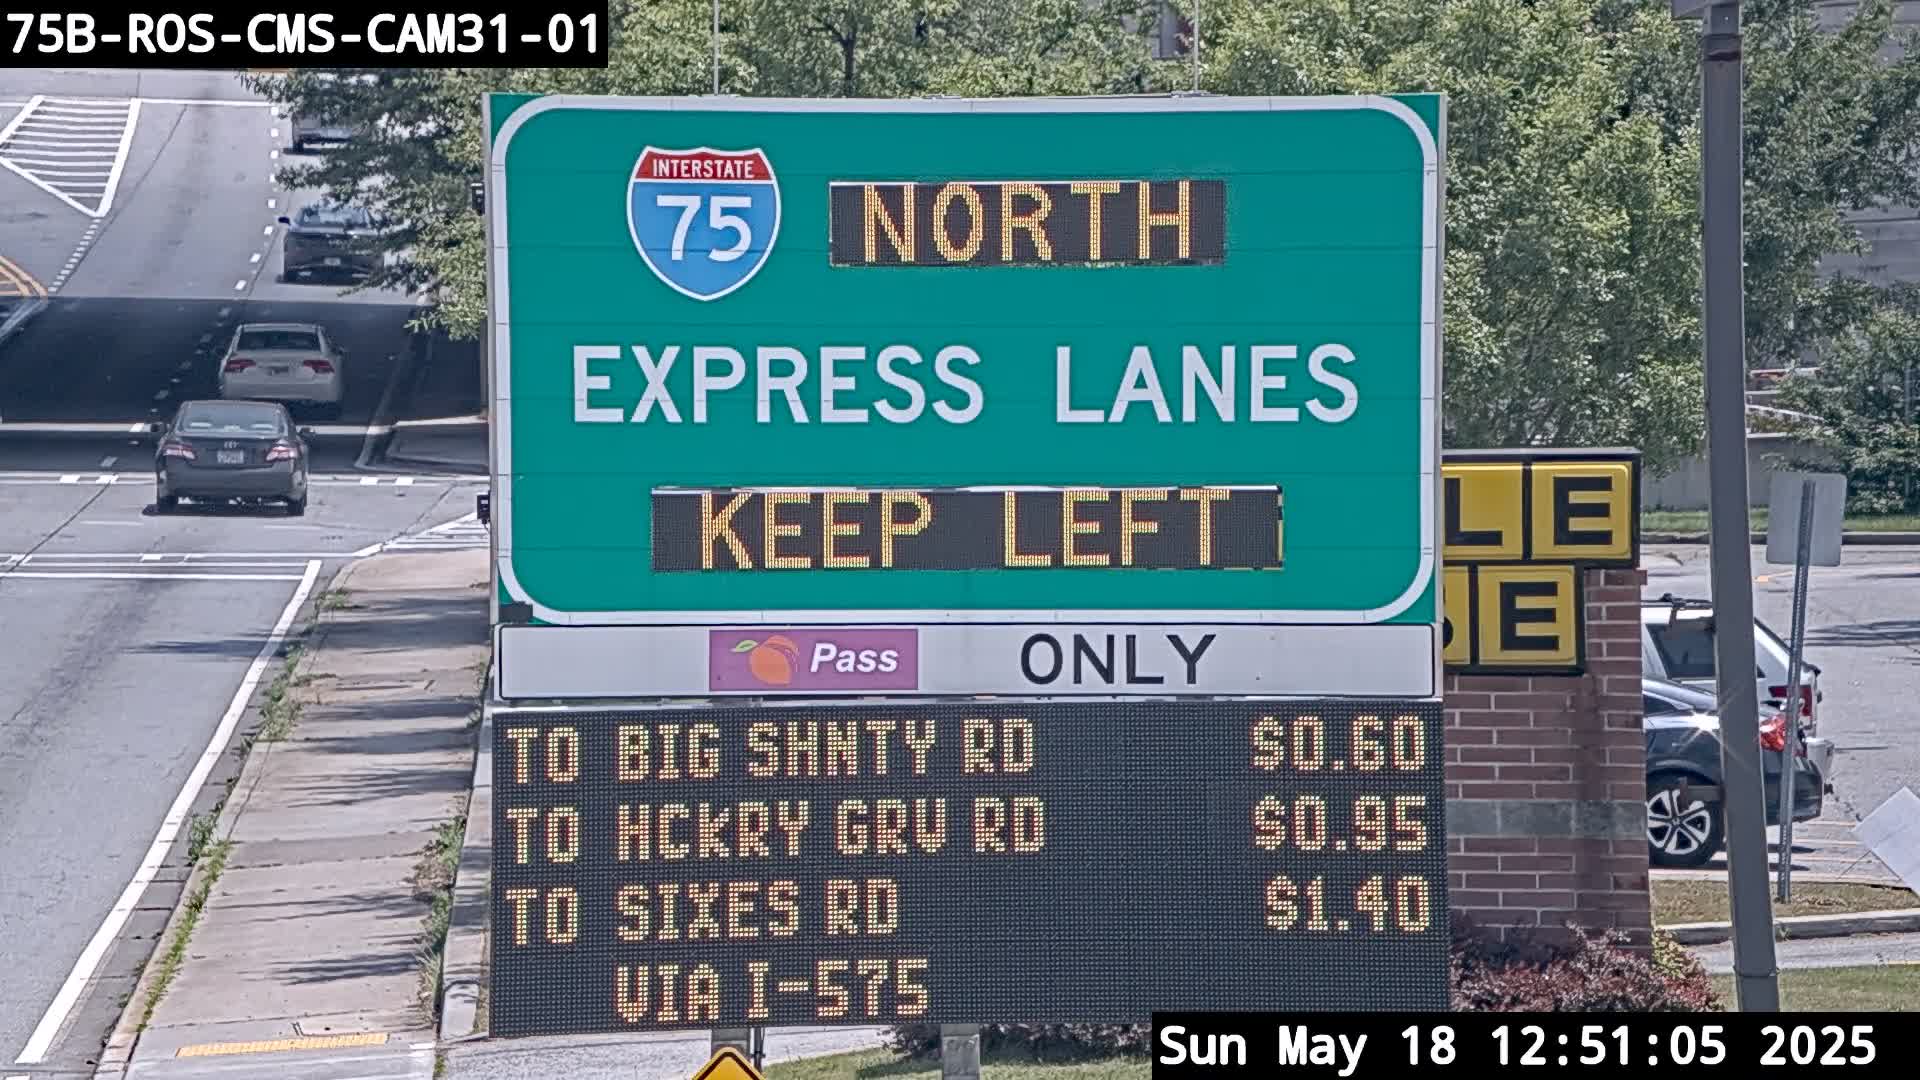 75B-ROS-CMS-CAM31-01
INTERSTATE
75
NORTH
EXPRESS LANES
KEEP LEFT
Pass ONLY
LE
E
TO BIG SHNTY RD $0.60
TO HCKRY GRV RD $0.95
TO SIXES RD $1.40
VIA I-575
Sun May 18 12:51:05 2025